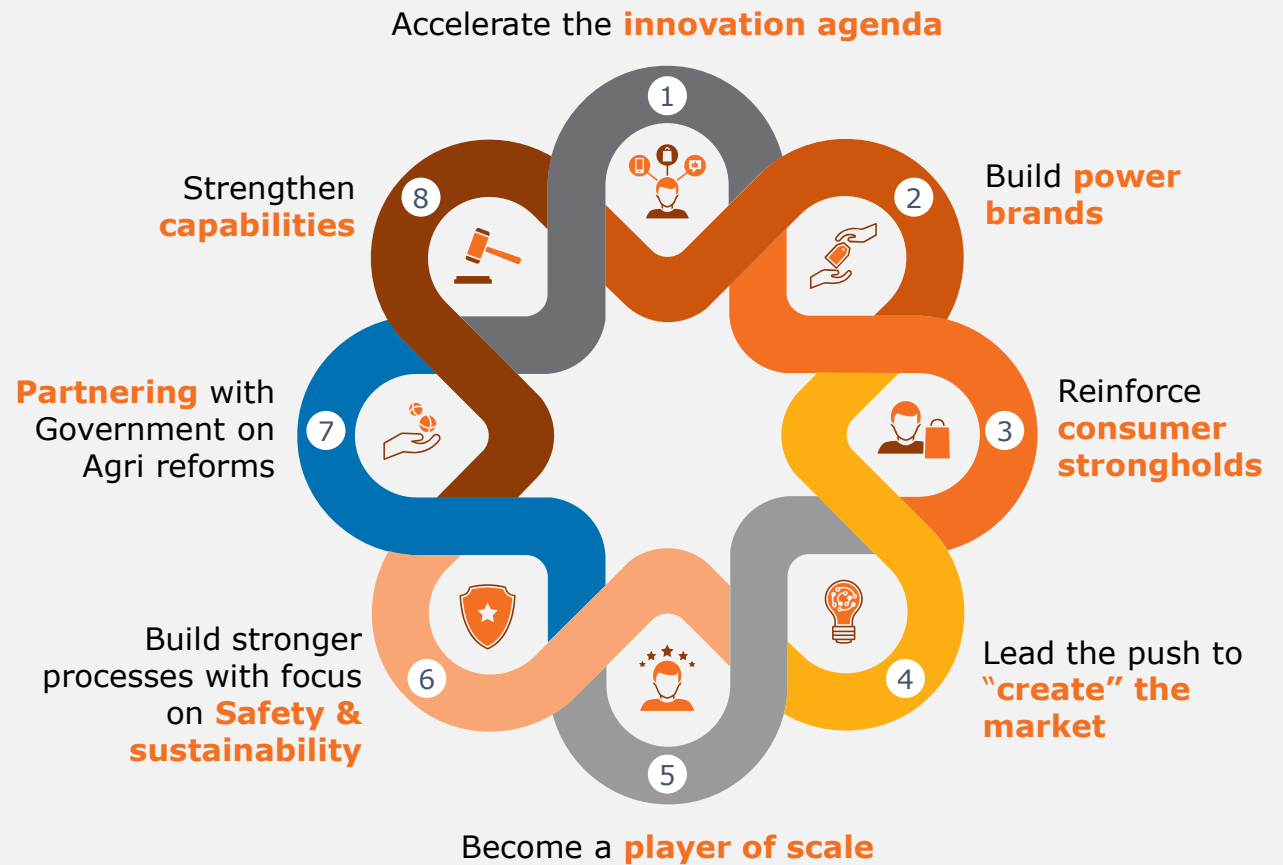 Accelerate the innovation agenda
1
Build power
brands
2
Reinforce
consumer
strongholds
3
Lead the push to
“create” the
market
4
5
Become a player of scale
Build stronger
processes with focus
on Safety &
sustainability
6
Partnering with
Government on
Agri reforms
7
Strengthen
capabilities
8